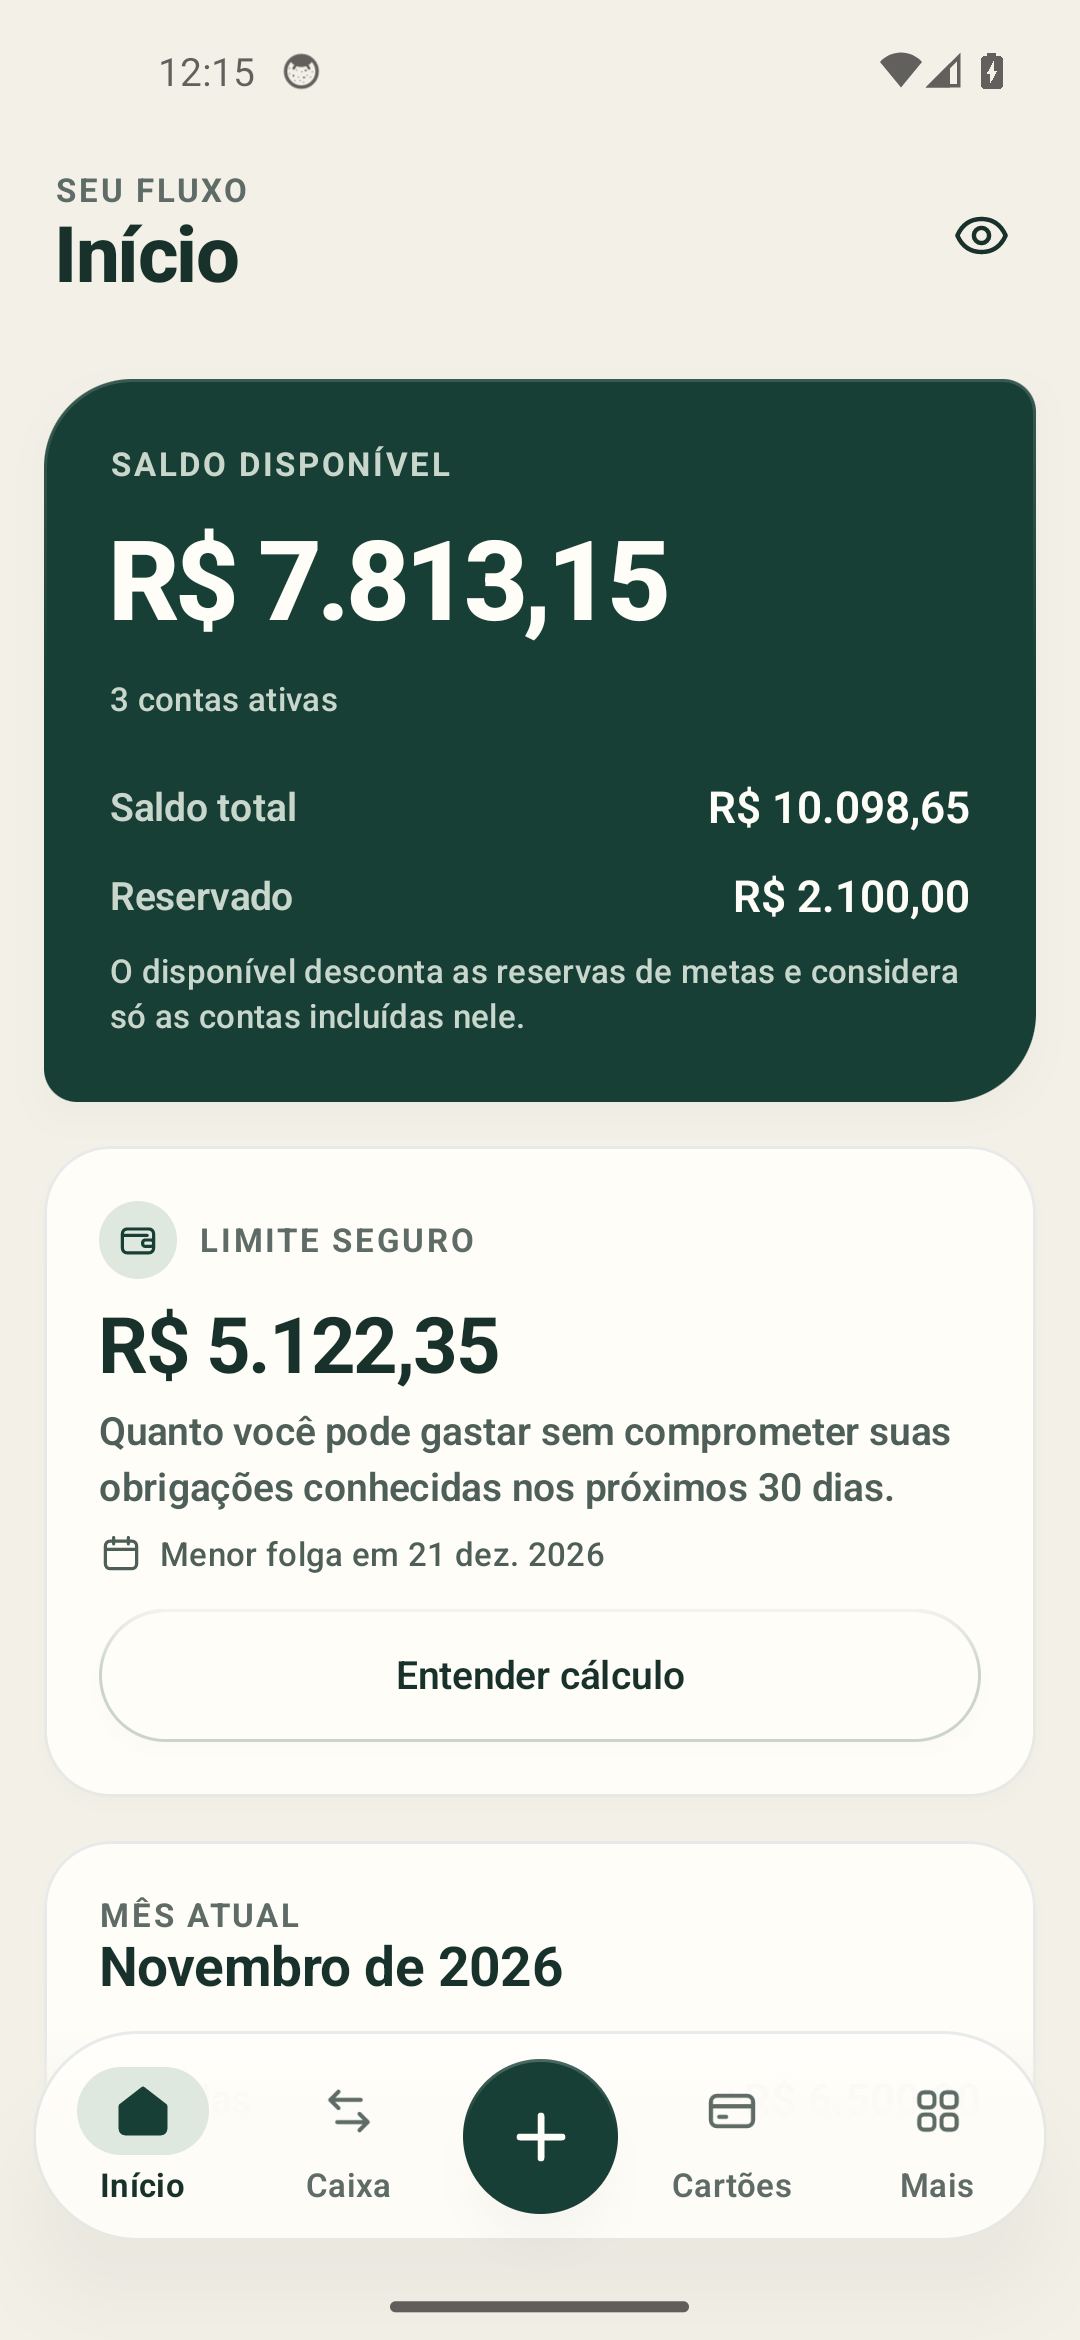 12:15
SEU FLUXO
Início
SALDO DISPONÍVEL
R$ 7.813,15
3 contas ativas
Saldo total R$ 10.098,65
Reservado R$ 2.100,00
O disponível desconta as reservas de metas e considera
só as contas incluídas nele.
LIMITE SEGURO
R$ 5.122,35
Quanto você pode gastar sem comprometer suas
obrigações conhecidas nos próximos 30 dias.
Menor folga em 21 dez. 2026
Entender cálculo
MÊS ATUAL
Novembro de 2026
Início Caixa Cartões Mais